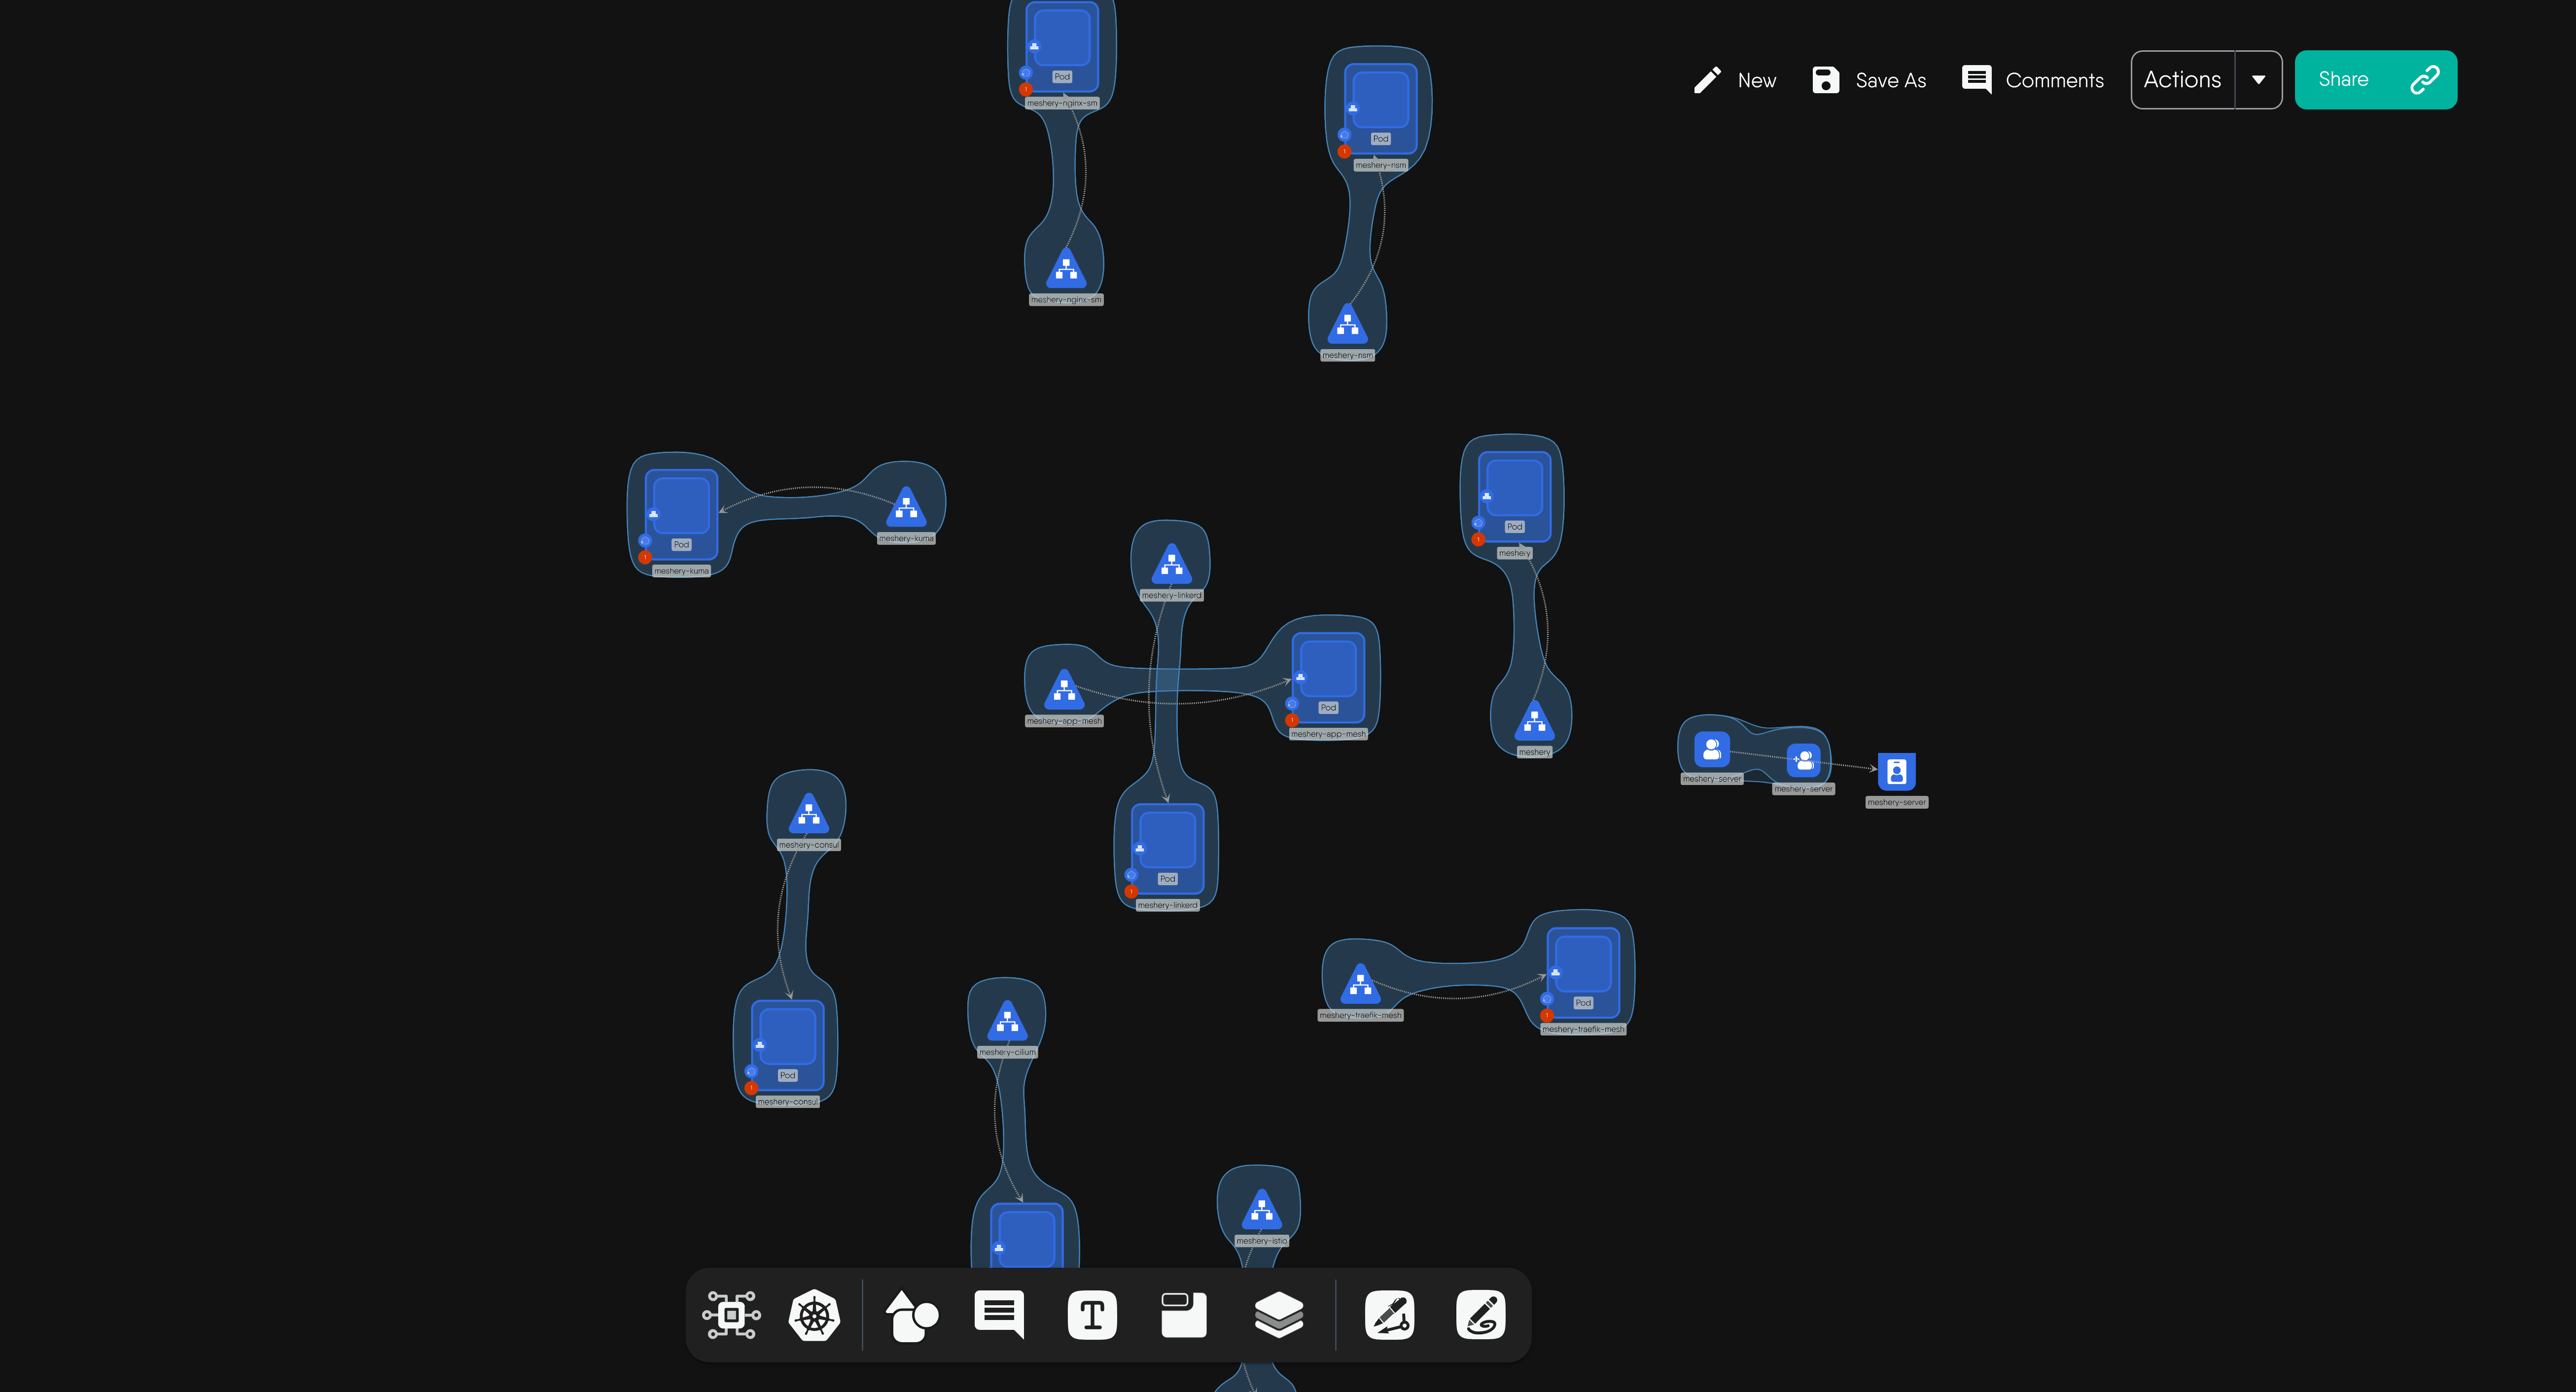 Pod
meshery-nginx-sm
meshery-nginx-sm
Pod
meshery-nsm
meshery-nsm
New
Save As
Comments
Actions
Share
Pod
meshery-kuma
meshery-kuma
Pod
meshery
meshery
meshery-linkerd
meshery-app-mesh
Pod
meshery-app-mesh
Pod
meshery-linkerd
meshery-server
meshery-server
meshery-server
meshery-consul
Pod
meshery-consul
meshery-traefik-mesh
Pod
meshery-traefik-mesh
meshery-cilium
meshery-istio
T